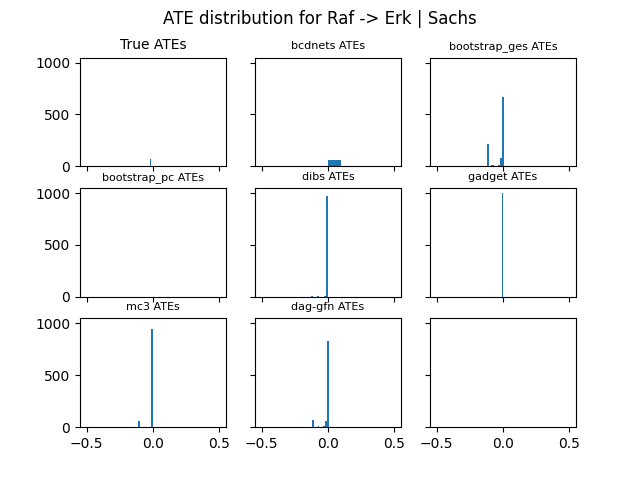 ATE distribution for Raf -> Erk | Sachs
True ATEs
bcdnets ATEs
bootstrap_ges ATEs
1000
500
0
bootstrap_pc ATEs
dibs ATEs
gadget ATEs
1000
500
0
mc3 ATEs
dag-gfn ATEs
1000
500
0
−0.5 0.0 0.5
−0.5 0.0 0.5
−0.5 0.0 0.5